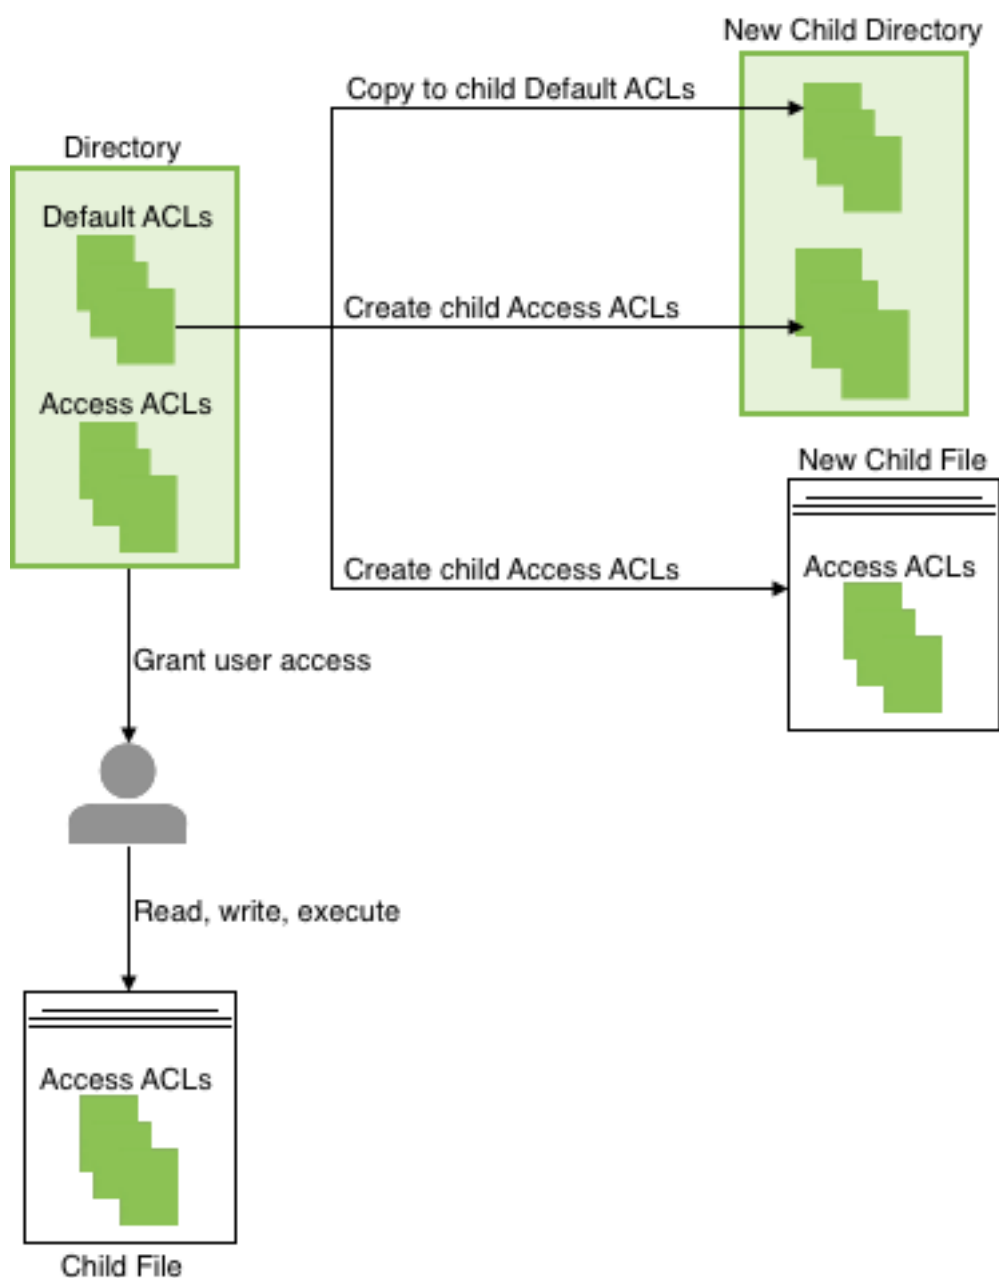 New Child Directory
Copy to child Default ACLs
Directory
Default ACLs
Create child Access ACLs
Access ACLs
New Child File
Create child Access ACLs
Access ACLs
Grant user access
Read, write, execute
Access ACLs
Child File